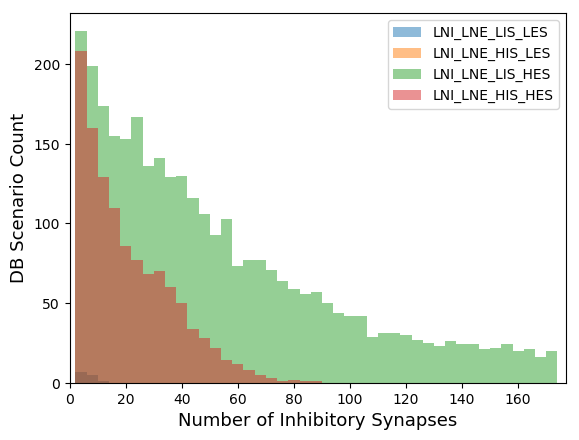 LNI_LNE_LIS_LES
LNI_LNE_HIS_LES
LNI_LNE_LIS_HES
LNI_LNE_HIS_HES
DB Scenario Count
200
150
100
50
0
0 20 40 60 80 100 120 140 160
Number of Inhibitory Synapses